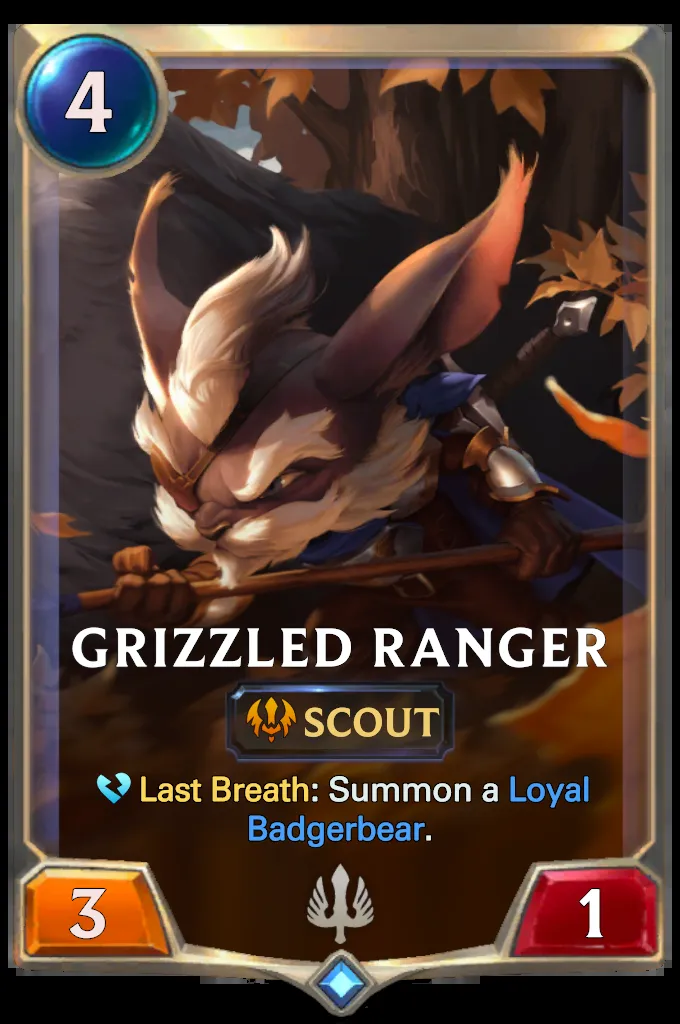 4
GRIZZLED RANGER
SCOUT
Last Breath: Summon a Loyal
Badgerbear.
3
1